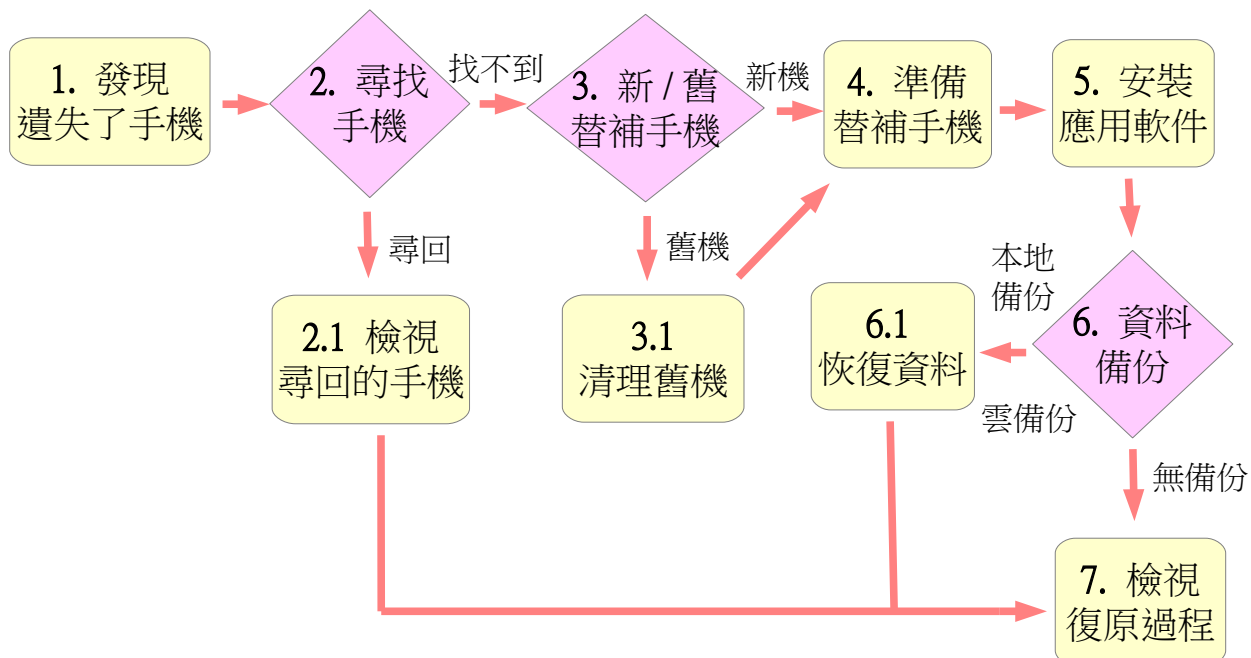 1. 發現
遺失了手機
2. 尋找
手機
找不到
3. 新 / 舊
替補手機
新機
4. 準備
替補手機
5. 安裝
應用軟件
尋回
舊機
本地
備份
2.1 檢視
尋回的手機
3.1
清理舊機
6.1
恢復資料
6. 資料
備份
雲備份
無備份
7. 檢視
復原過程